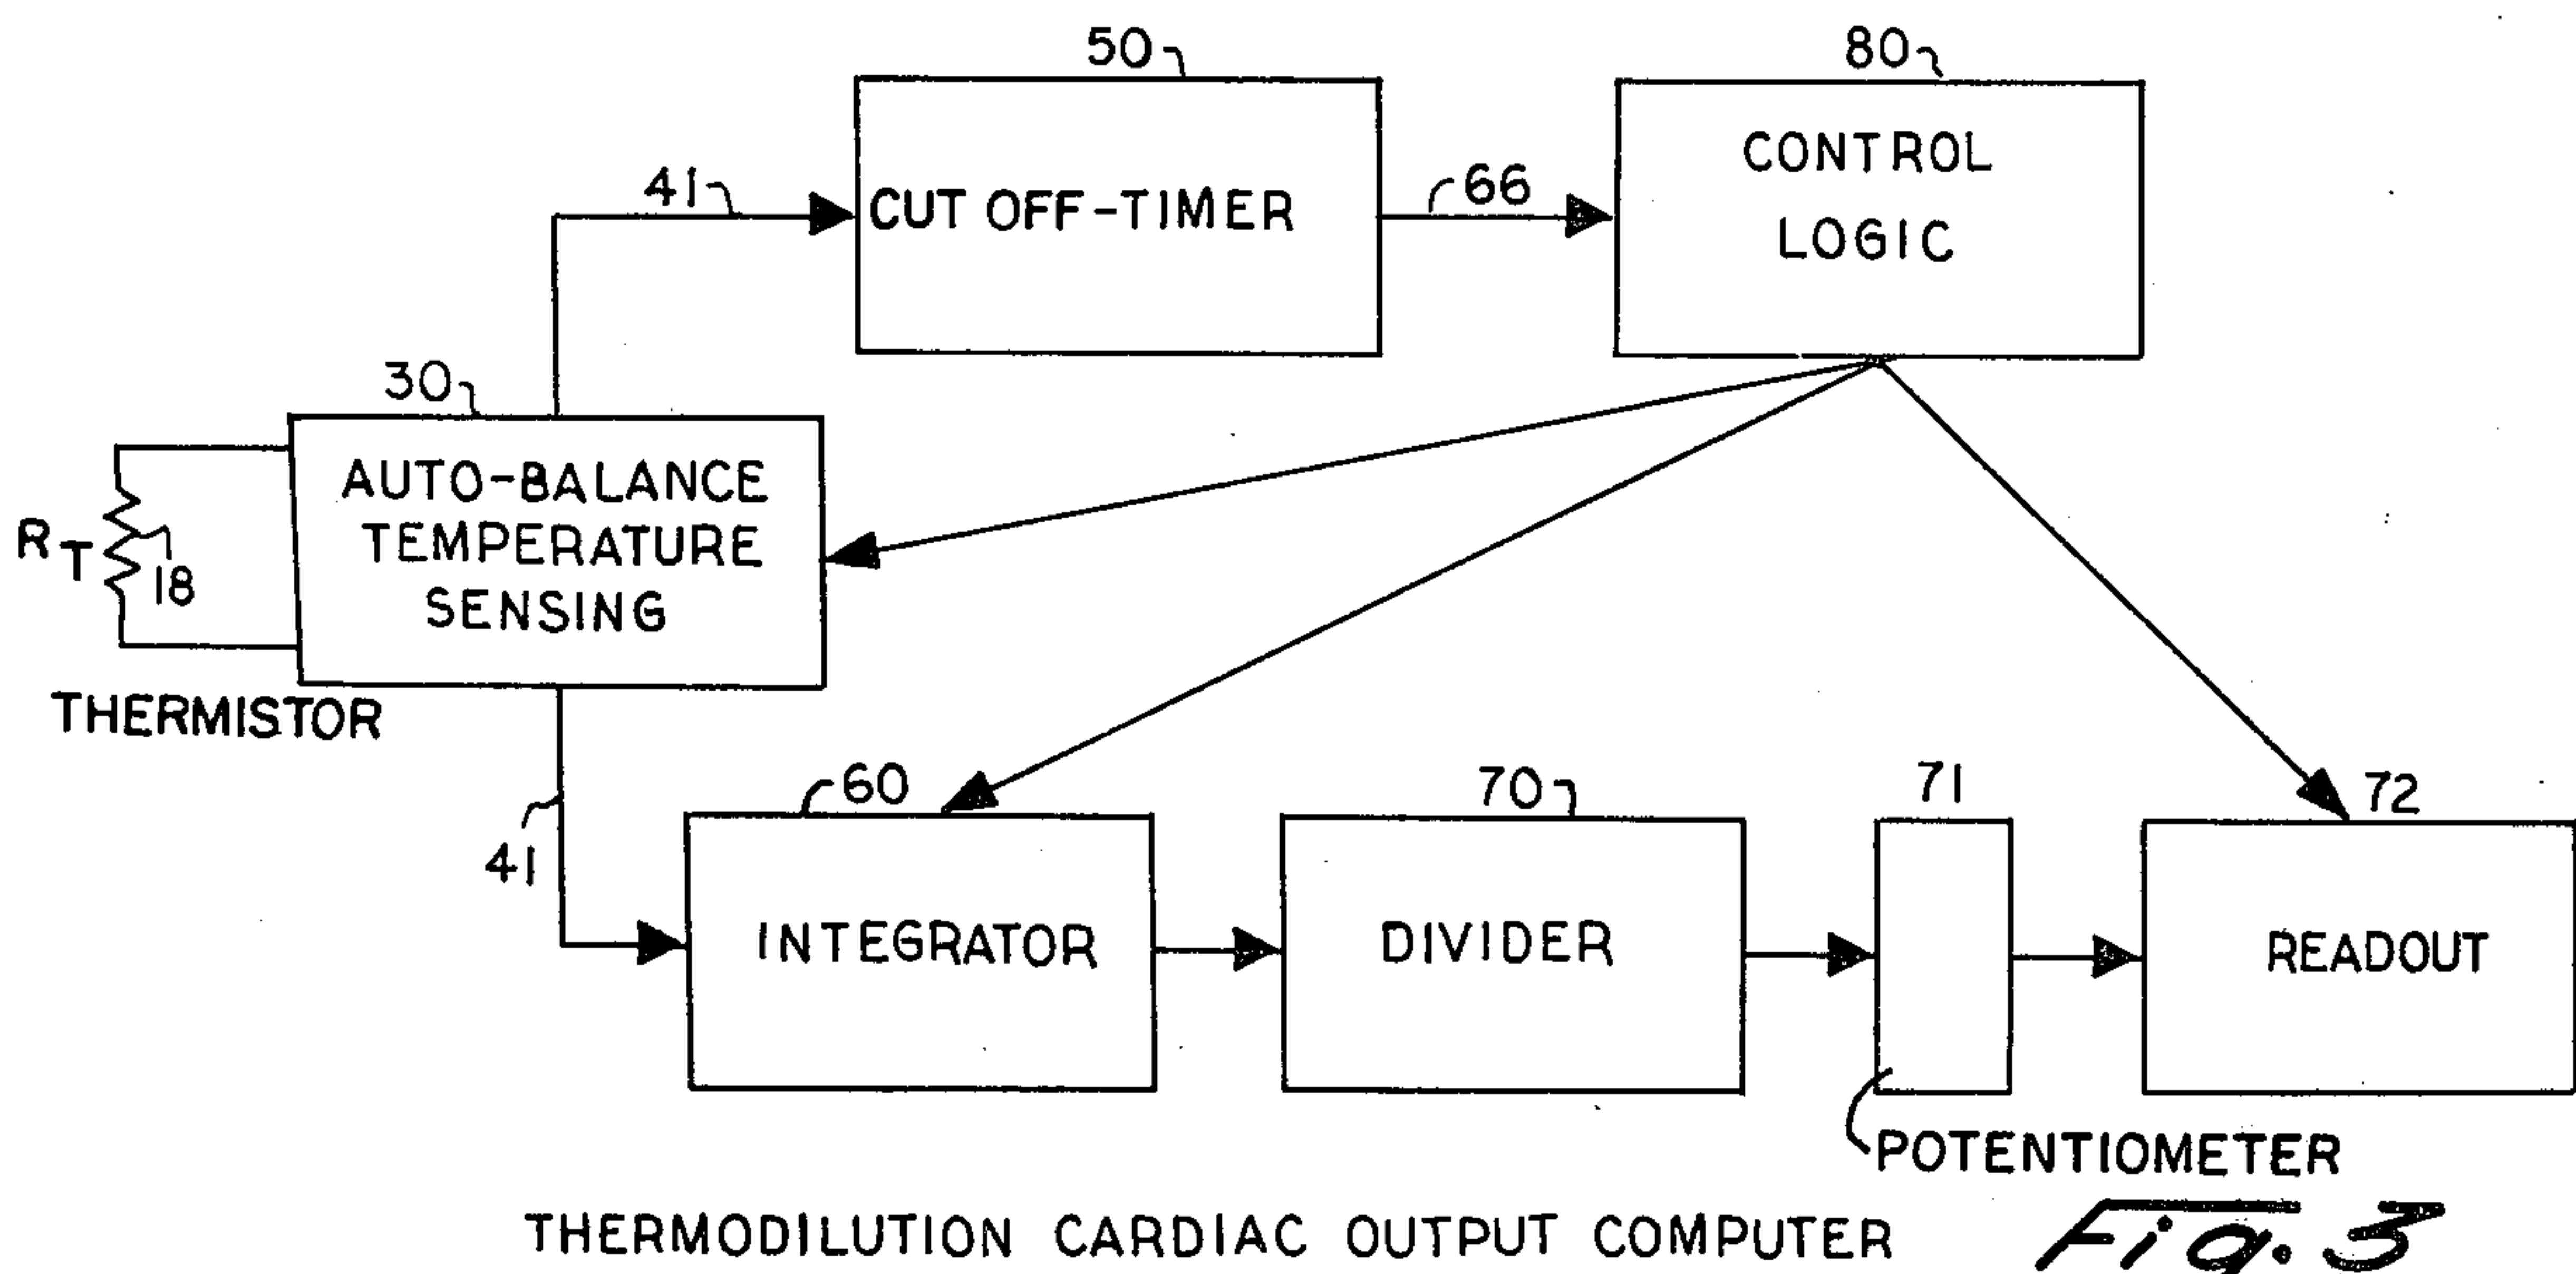 50
80
CUT OFF-TIMER
CONTROL
LOGIC
41
66
30
AUTO-BALANCE
TEMPERATURE
SENSING
RT
18
THERMISTOR
41
60
INTEGRATOR
70
DIVIDER
71
72
READOUT
POTENTIOMETER
THERMODILUTION CARDIAC OUTPUT COMPUTER
Fig. 3